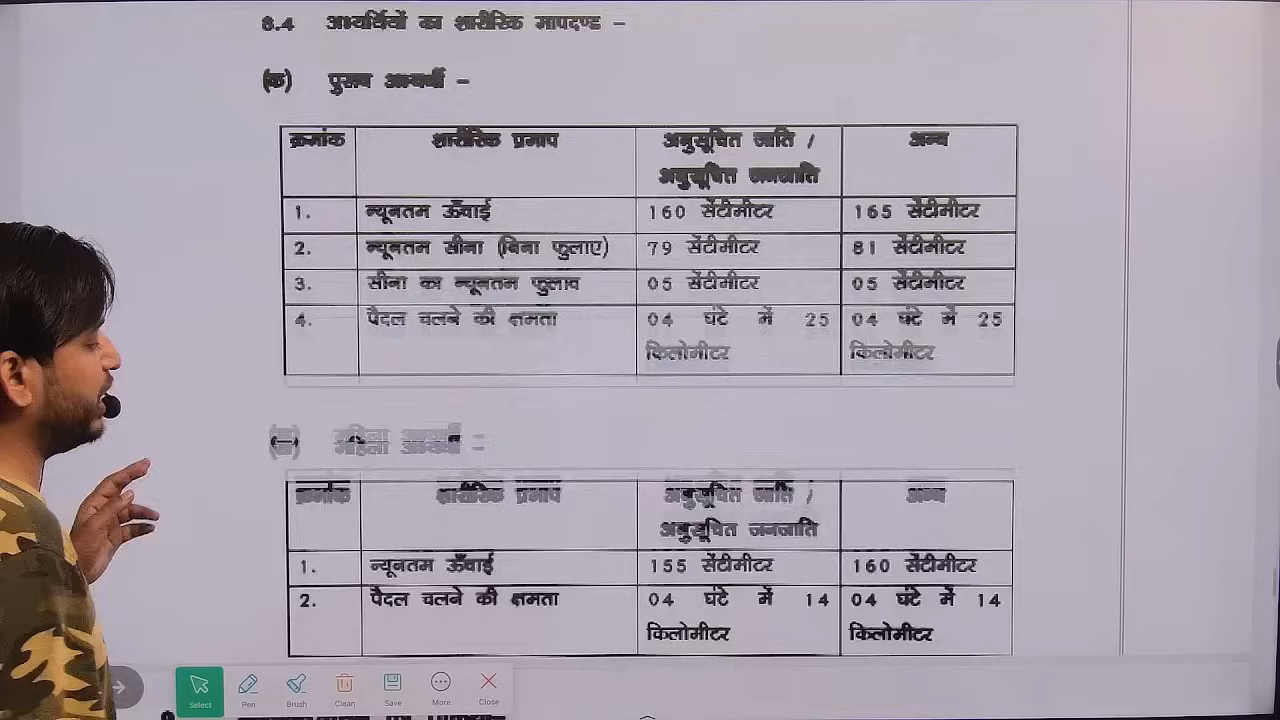 8.4 अभ्यर्थियों का शारीरिक मापदण्ड –
(क) पुरूष अभ्यर्थी –
क्रमांक शारीरिक प्रमाप अनुसूचित जाति / अन्य
अनुसूचित जनजाति
1. न्यूनतम ऊँचाई 160 सेंटीमीटर 165 सेंटीमीटर
2. न्यूनतम सीना (बिना फुलाए) 79 सेंटीमीटर 81 सेंटीमीटर
3. सीना का न्यूनतम फुलाव 05 सेंटीमीटर 05 सेंटीमीटर
4. पैदल चलने की क्षमता 04 घंटे में 25 04 घंटे में 25
किलोमीटर किलोमीटर
महिला अभ्यर्थी –
क्रमांक शारीरिक प्रमाप अनुसूचित जाति / अन्य
अनुसूचित जनजाति
1. न्यूनतम ऊँचाई 155 सेंटीमीटर 160 सेंटीमीटर
2. पैदल चलने की क्षमता 04 घंटे में 14 04 घंटे में 14
किलोमीटर किलोमीटर
Select Pen Brush Clean Save More Close